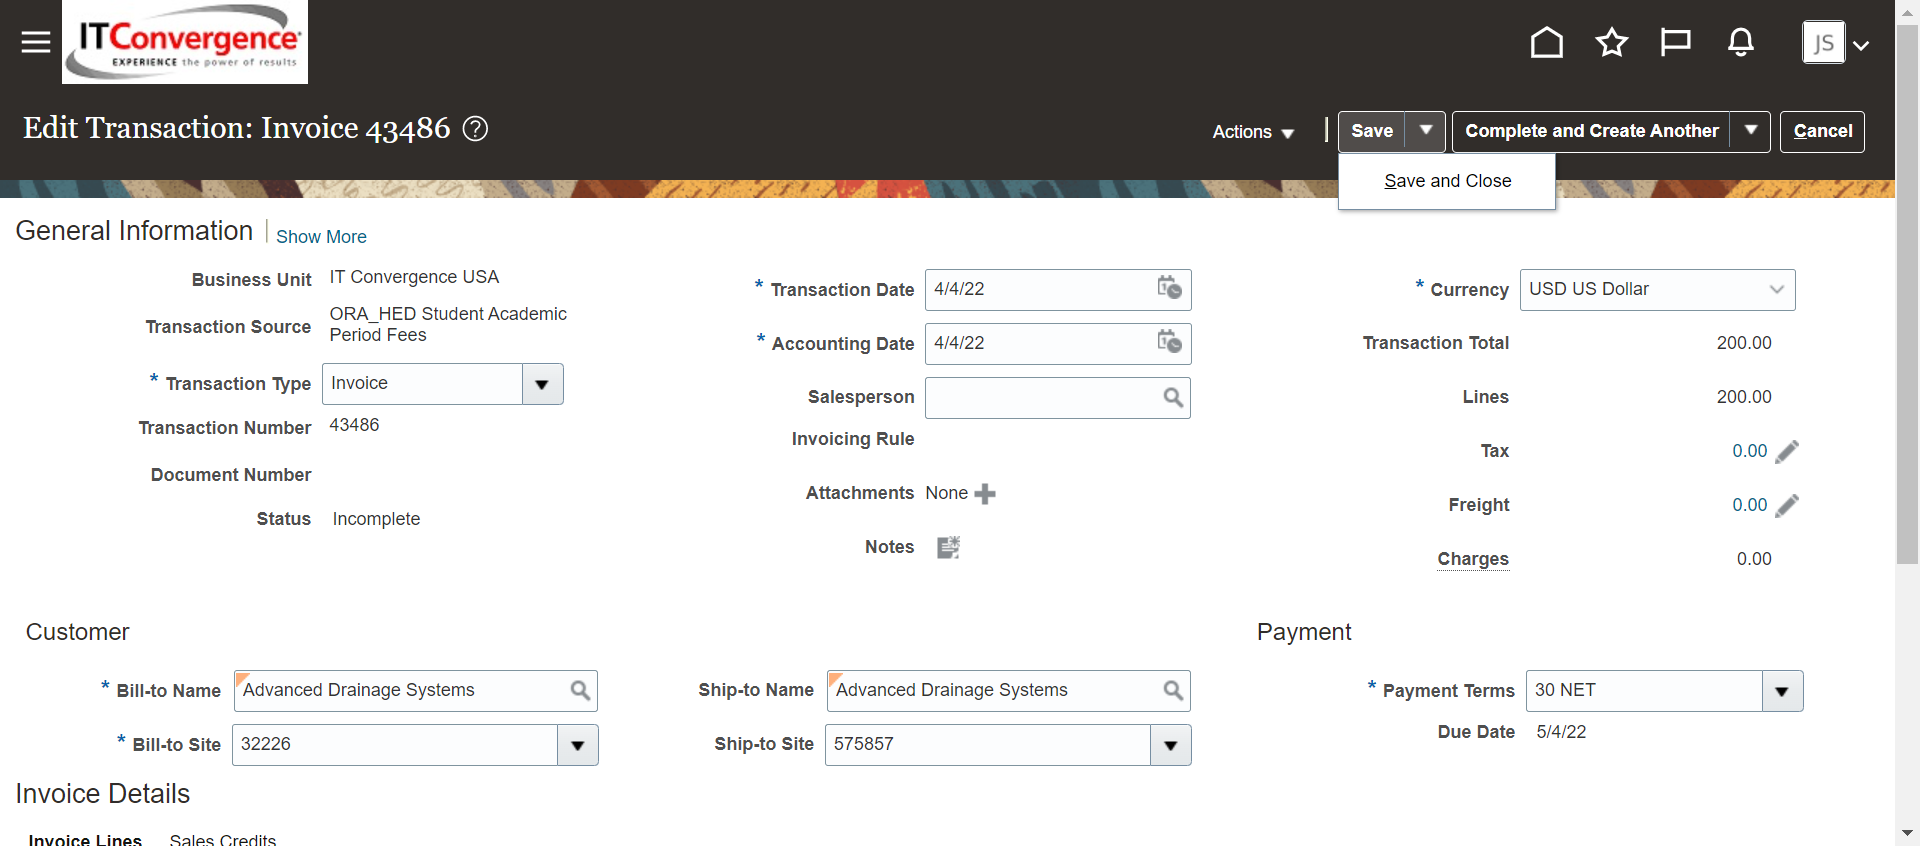 ITConvergence
EXPERIENCE the power of results
JS
Edit Transaction: Invoice 43486 ?
Actions
Save
Complete and Create Another
Cancel
Save and Close
General Information
Show More
Business Unit IT Convergence USA
Transaction Source ORA_HED Student Academic
Period Fees
* Transaction Type Invoice
Transaction Number 43486
Document Number
Status Incomplete
* Transaction Date 4/4/22
* Accounting Date 4/4/22
Salesperson
Invoicing Rule
Attachments None
Notes
* Currency USD US Dollar
Transaction Total 200.00
Lines 200.00
Tax 0.00
Freight 0.00
Charges 0.00
Customer
* Bill-to Name Advanced Drainage Systems
* Bill-to Site 32226
Ship-to Name Advanced Drainage Systems
Ship-to Site 575857
Payment
* Payment Terms 30 NET
Due Date 5/4/22
Invoice Details
Invoice Lines Sales Credits